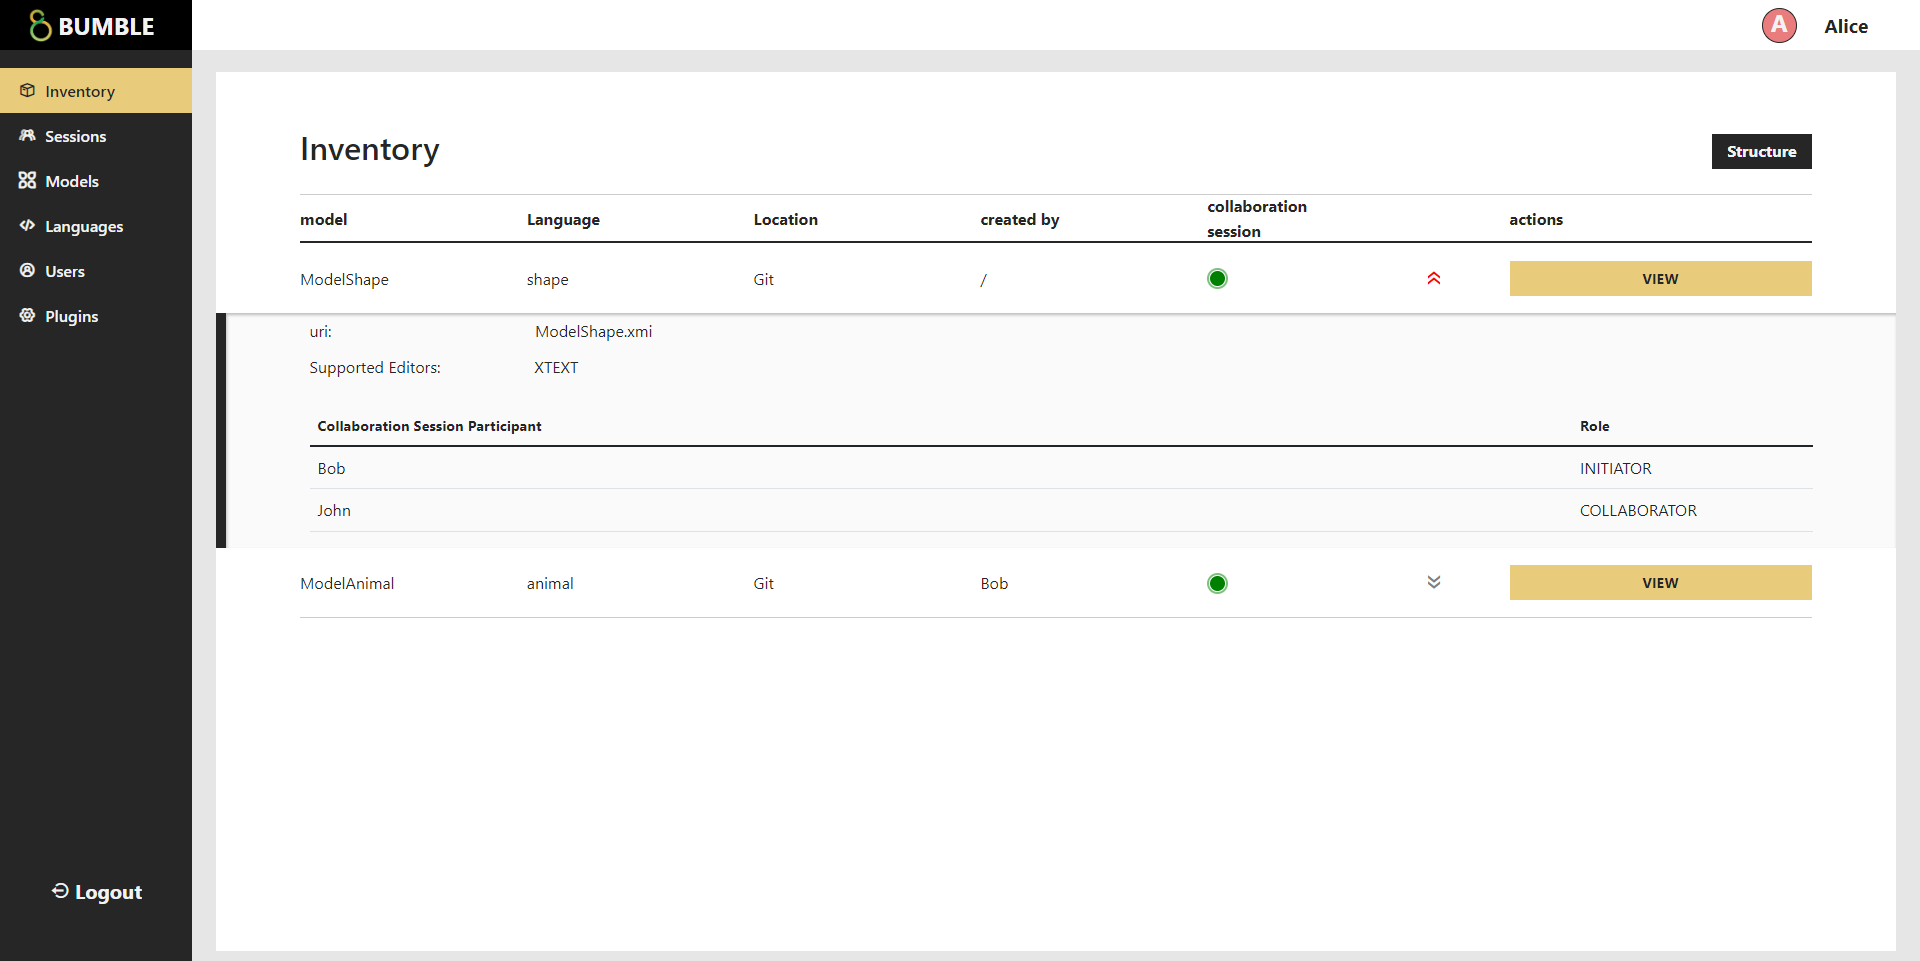 BUMBLE
A Alice
Inventory
Sessions
Models
Languages
Users
Plugins
Logout
Inventory
Structure
model Language Location created by collaboration session actions
ModelShape shape Git / VIEW
uri: ModelShape.xmi
Supported Editors: XTEXT
Collaboration Session Participant Role
Bob INITIATOR
John COLLABORATOR
ModelAnimal animal Git Bob VIEW